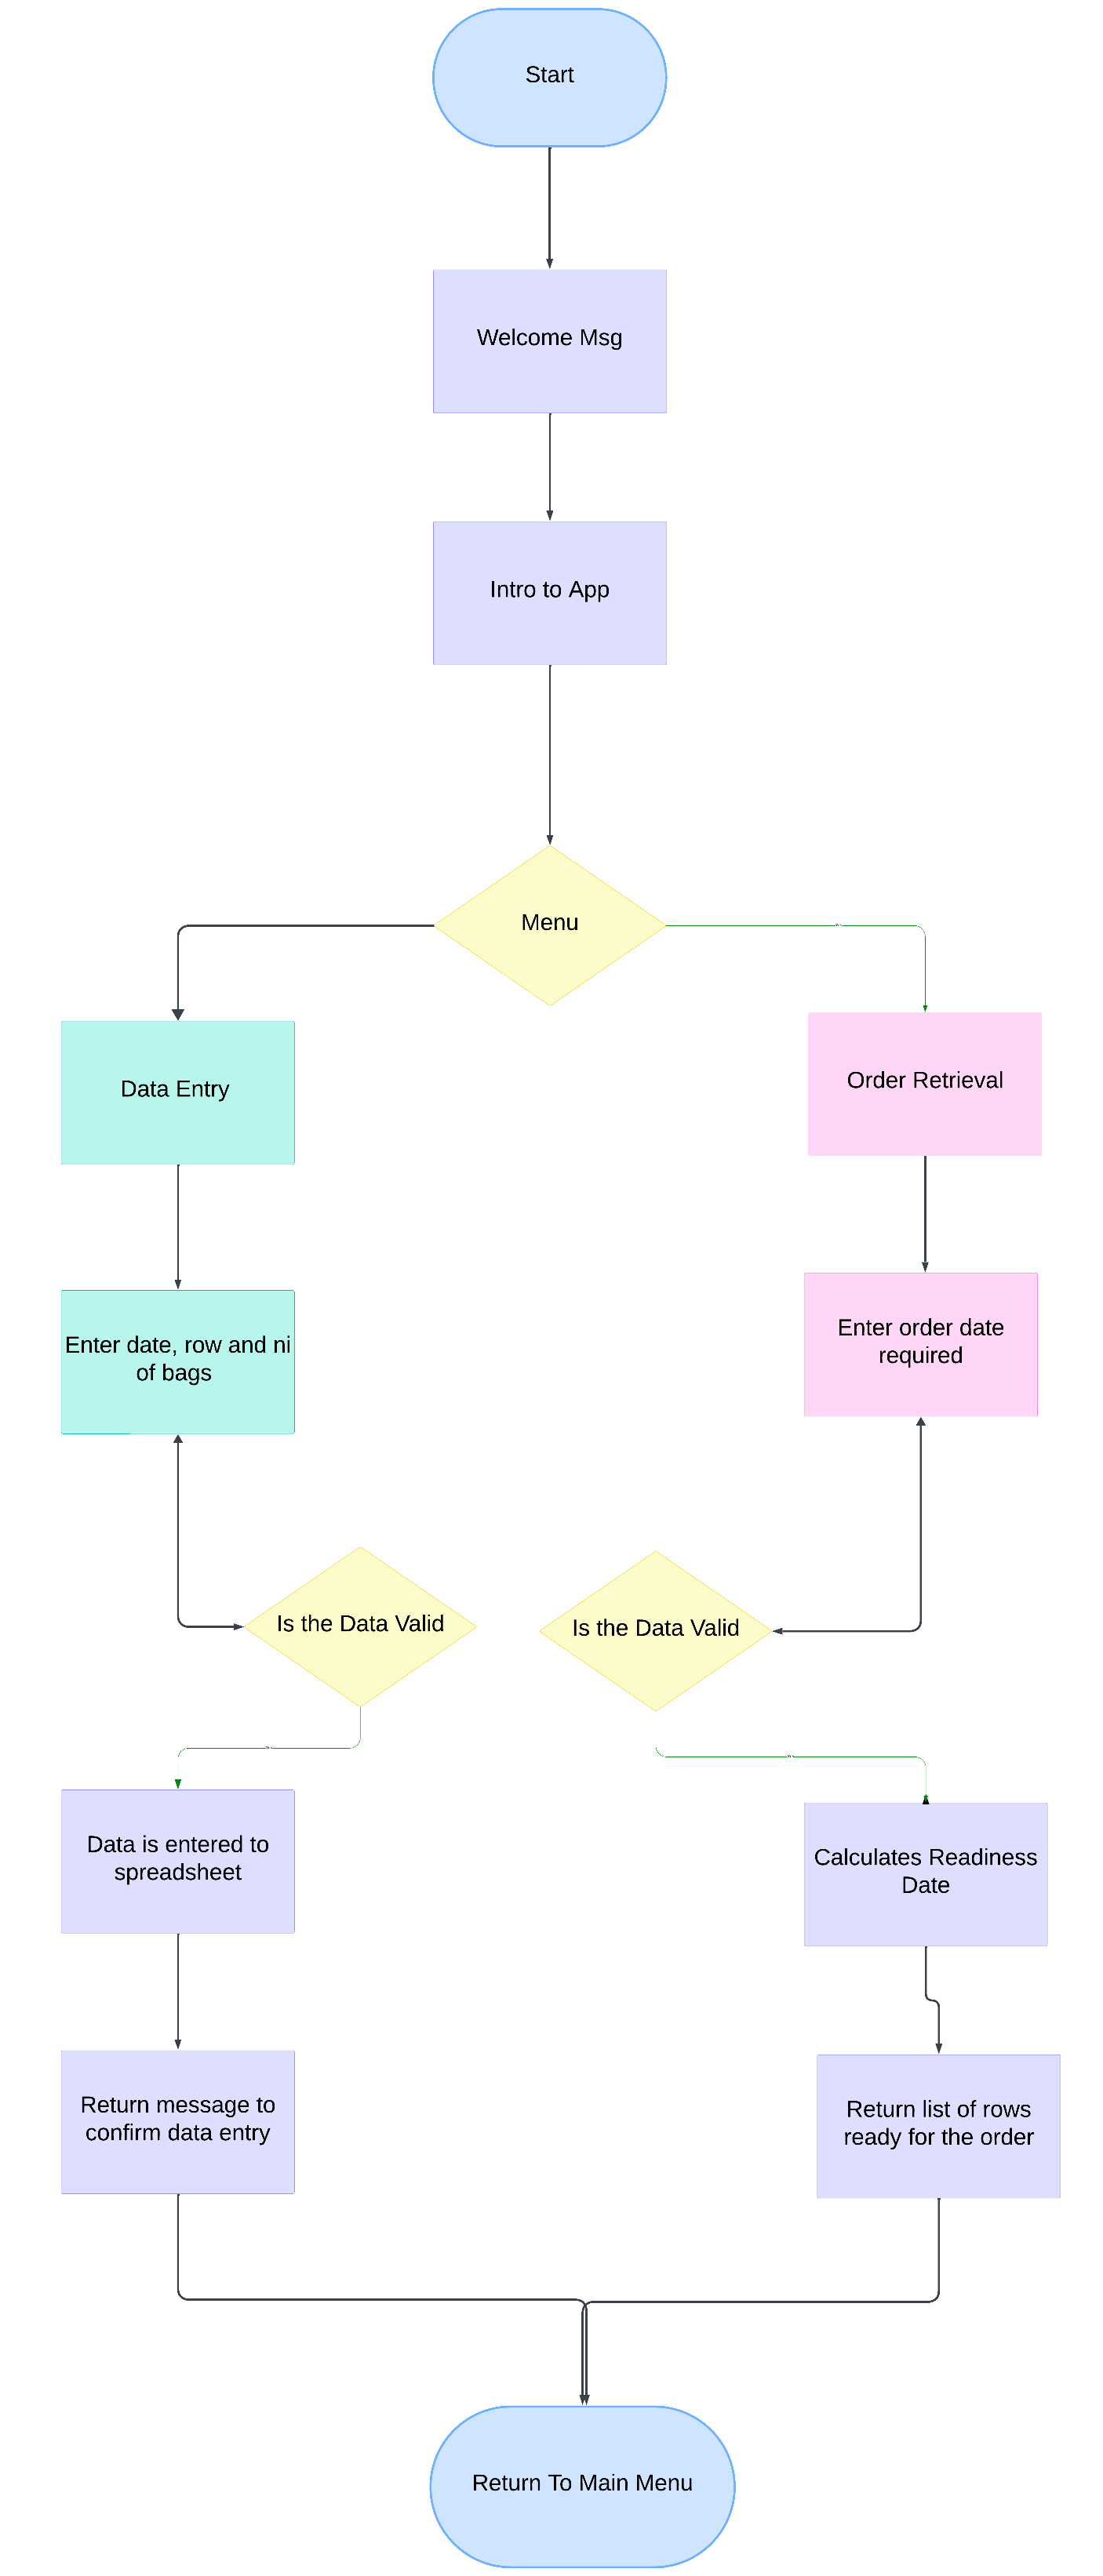 Start
Welcome Msg
Intro to App
Menu
Data Entry
Order Retrieval
Enter date, row and ni
of bags
Enter order date
required
Is the Data Valid
Is the Data Valid
Data is entered to
spreadsheet
Calculates Readiness
Date
Return message to
confirm data entry
Return list of rows
ready for the order
Return To Main Menu